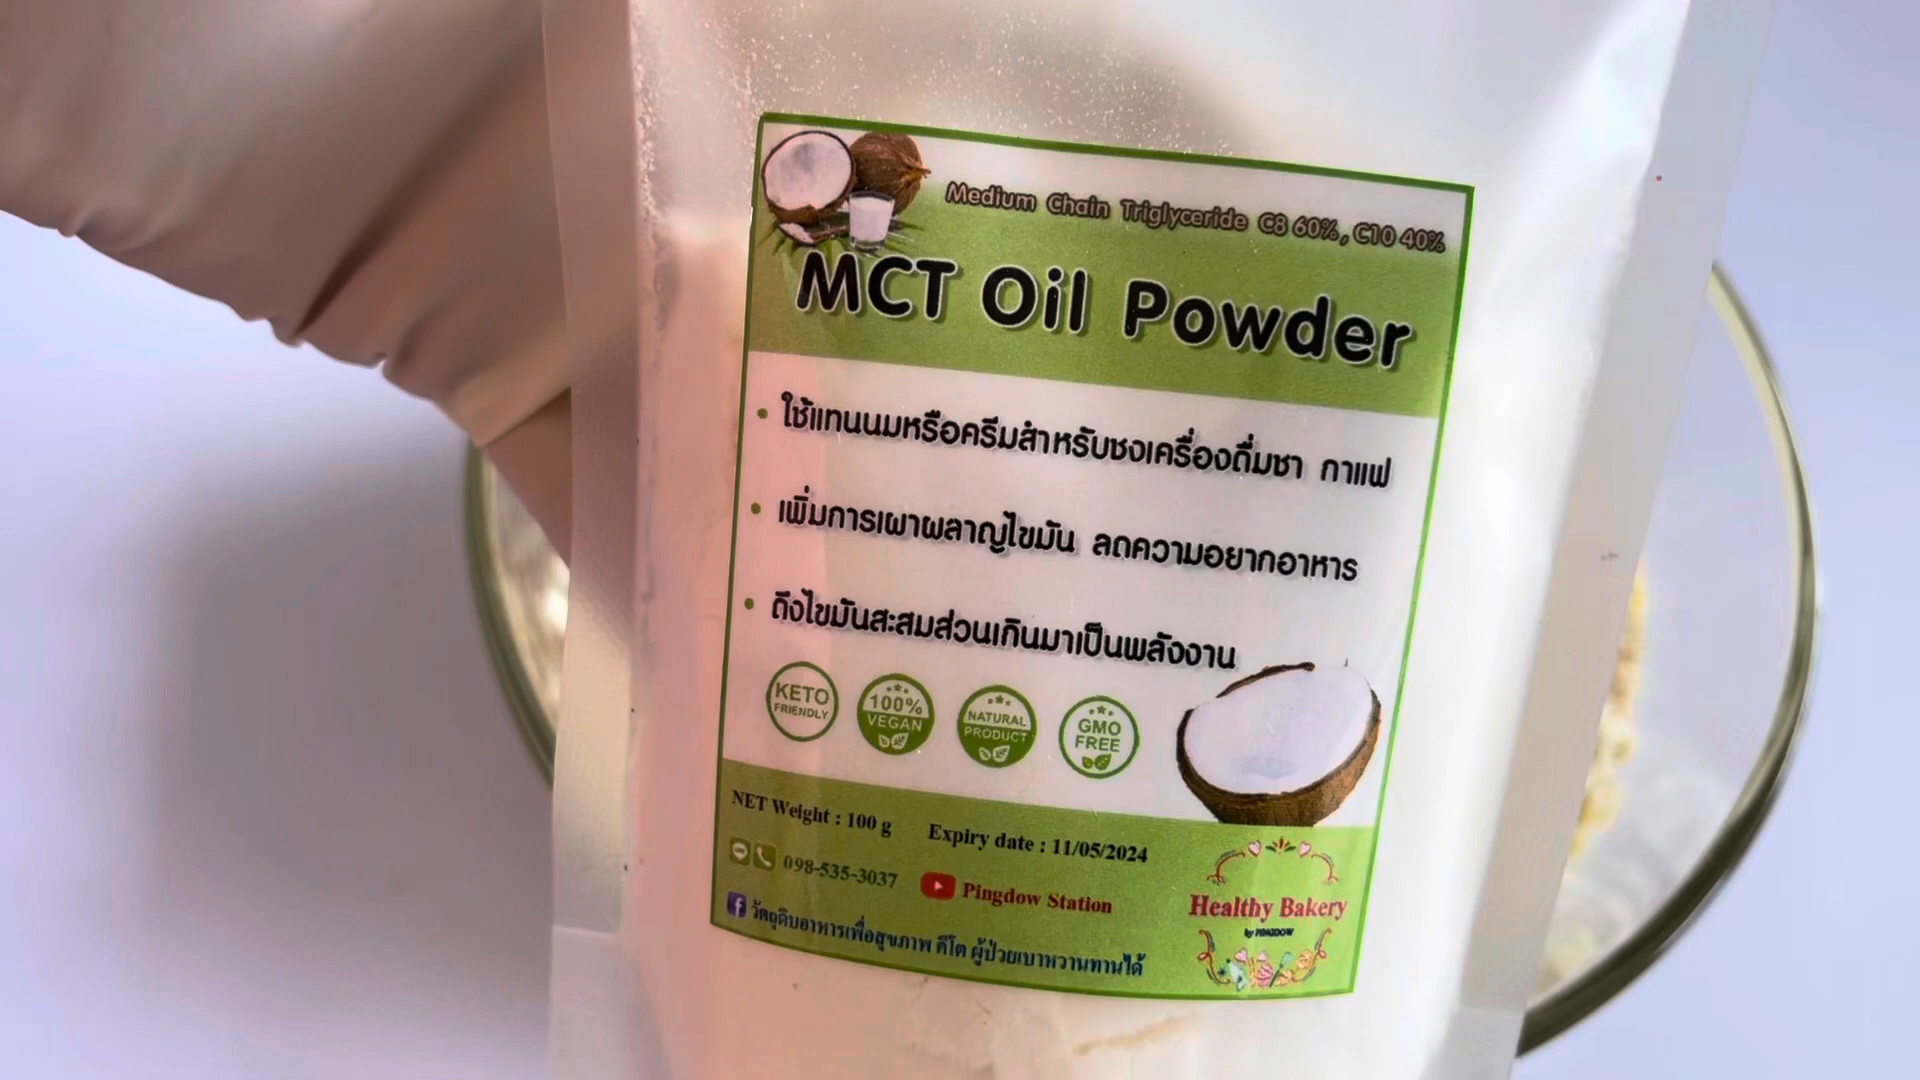 Medium Chain Triglyceride C8 60%, C10 40%
MCT Oil Powder
• ใช้แทนนมหรือครีมสำหรับชงเครื่องดื่มชา กาแฟ
• เพิ่มการเผาผลาญไขมัน ลดความอยากอาหาร
• ดึงไขมันสะสมส่วนเกินมาเป็นพลังงาน
KETO
FRIENDLY
100%
VEGAN
NATURAL
PRODUCT
GMO
FREE
NET Weight : 100 g
Expiry date : 11/05/2024
098-535-3037
Pingdow Station
วัตถุดิบอาหารเพื่อสุขภาพ คีโต ผู้ป่วยเบาหวานทานได้
Healthy Bakery
by PINGDOW